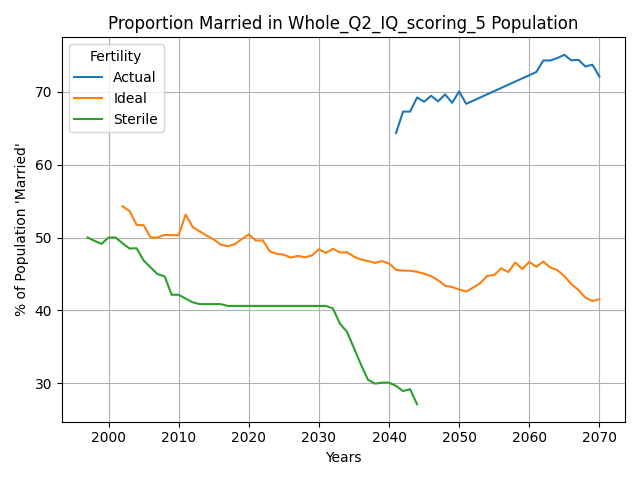 Proportion Married in Whole_Q2_IQ_scoring_5 Population
Fertility
Actual
Ideal
Sterile
% of Population 'Married'
70
60
50
40
30
2000 2010 2020 2030 2040 2050 2060 2070
Years